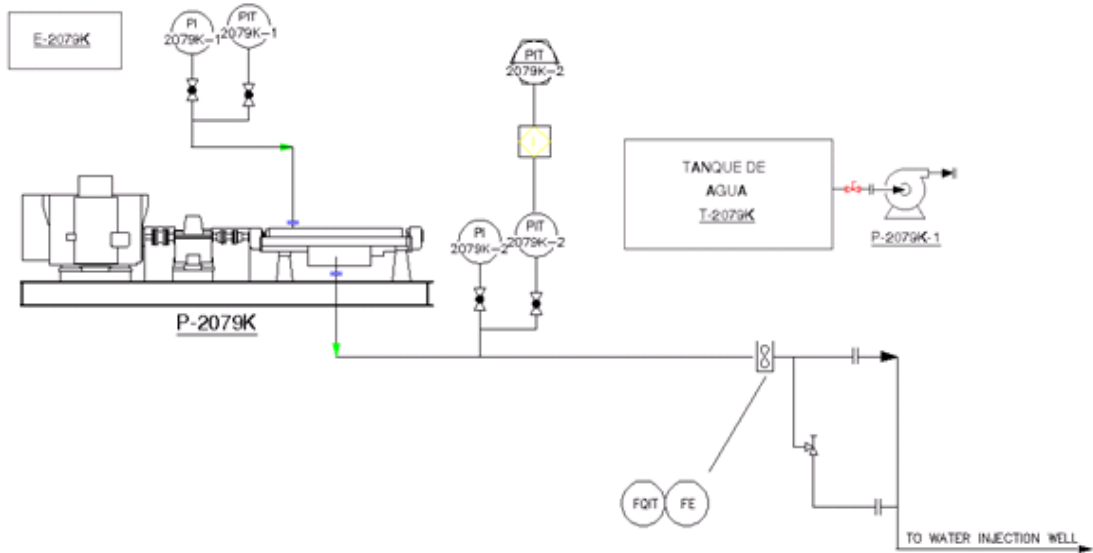 E-2079K
PI
2079K-1
PIT
2079K-1
PIT
2079K-2
I
TANQUE DE
AGUA
T-2079K
P-2079K-1
PI
2079K-2
PIT
2079K-2
P-2079K
FQIT
FE
TO WATER INJECTION WELL